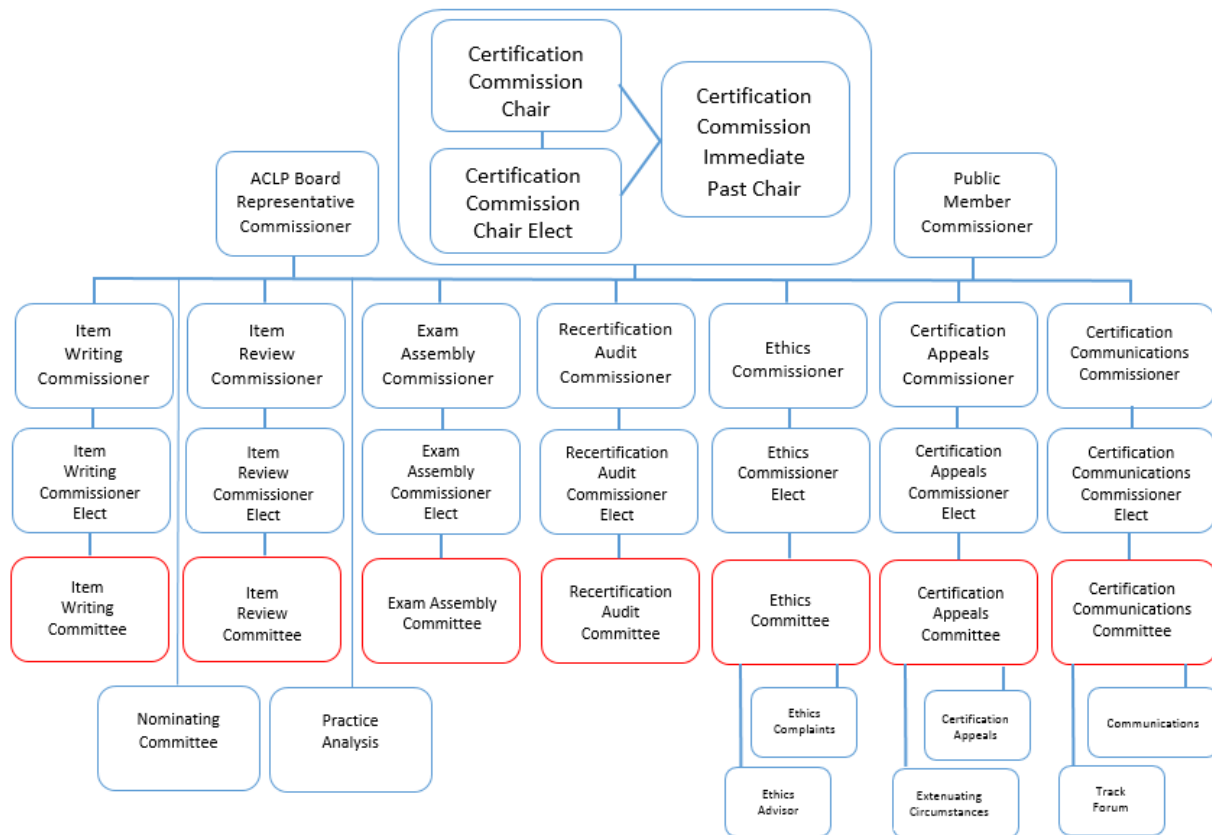 Certification
Commission
Chair
Certification
Commission
Immediate
Past Chair
Certification
Commission
Chair Elect
ACLP Board
Representative
Commissioner
Public
Member
Commissioner
Item
Writing
Commissioner
Item
Review
Commissioner
Exam
Assembly
Commissioner
Recertification
Audit
Commissioner
Ethics
Commissioner
Certification
Appeals
Commissioner
Certification
Communications
Commissioner
Item
Writing
Commissioner
Elect
Item
Review
Commissioner
Elect
Exam
Assembly
Commissioner
Elect
Recertification
Audit
Commissioner
Elect
Ethics
Commissioner
Elect
Certification
Appeals
Commissioner
Elect
Certification
Communications
Commissioner
Elect
Item
Writing
Committee
Item
Review
Committee
Exam Assembly
Committee
Recertification
Audit
Committee
Ethics
Committee
Certification
Appeals
Committee
Certification
Communications
Committee
Nominating
Committee
Practice
Analysis
Ethics
Complaints
Certification
Appeals
Communications
Ethics
Advisor
Extenuating
Circumstances
Track
Forum